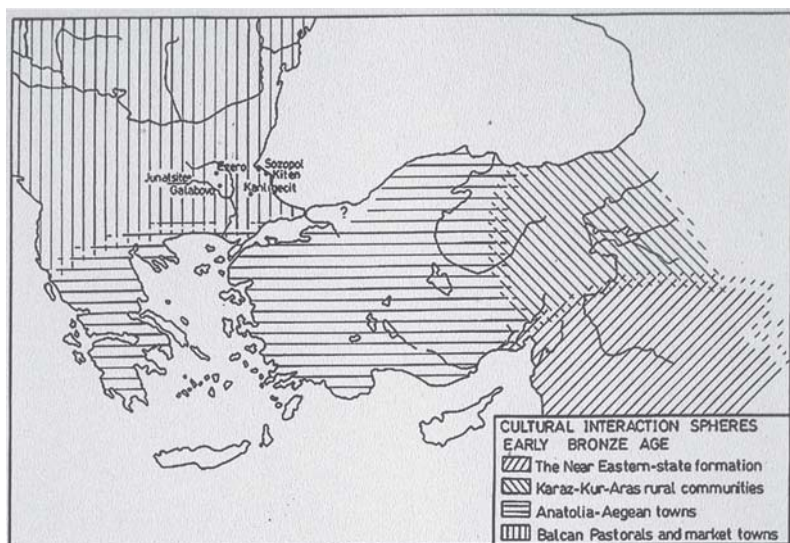 Ezero
Sozopol
Junatsite
Kiten
Galabovo
Kanlıgecit
?
CULTURAL INTERACTION SPHERES
EARLY BRONZE AGE
The Near Eastern-state formation
Karaz-Kur-Aras rural communities
Anatolia-Aegean towns
Balcan Pastorals and market towns